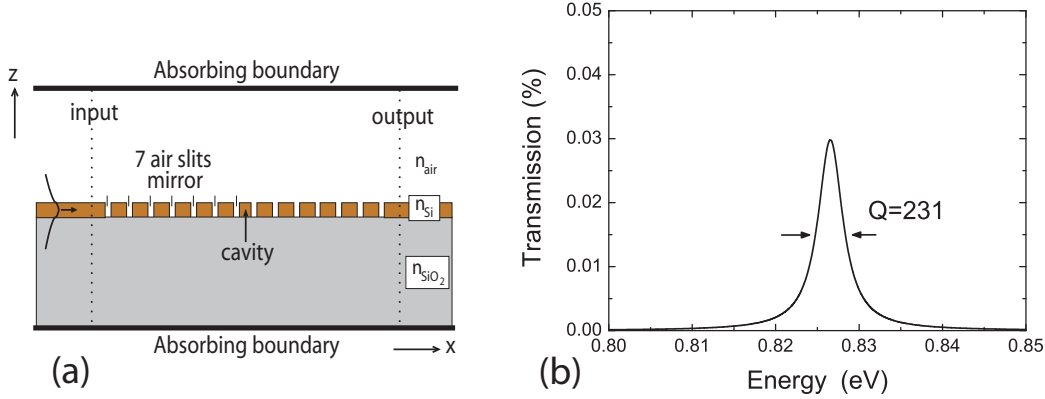 z
Absorbing boundary
input
output
7 air slits
mirror
n_air
n_Si
cavity
n_SiO2
Absorbing boundary
x
(a)
0.05
0.04
0.03
0.02
0.01
0.00
Transmission (%)
Q=231
0.80 0.81 0.82 0.83 0.84 0.85
Energy (eV)
(b)